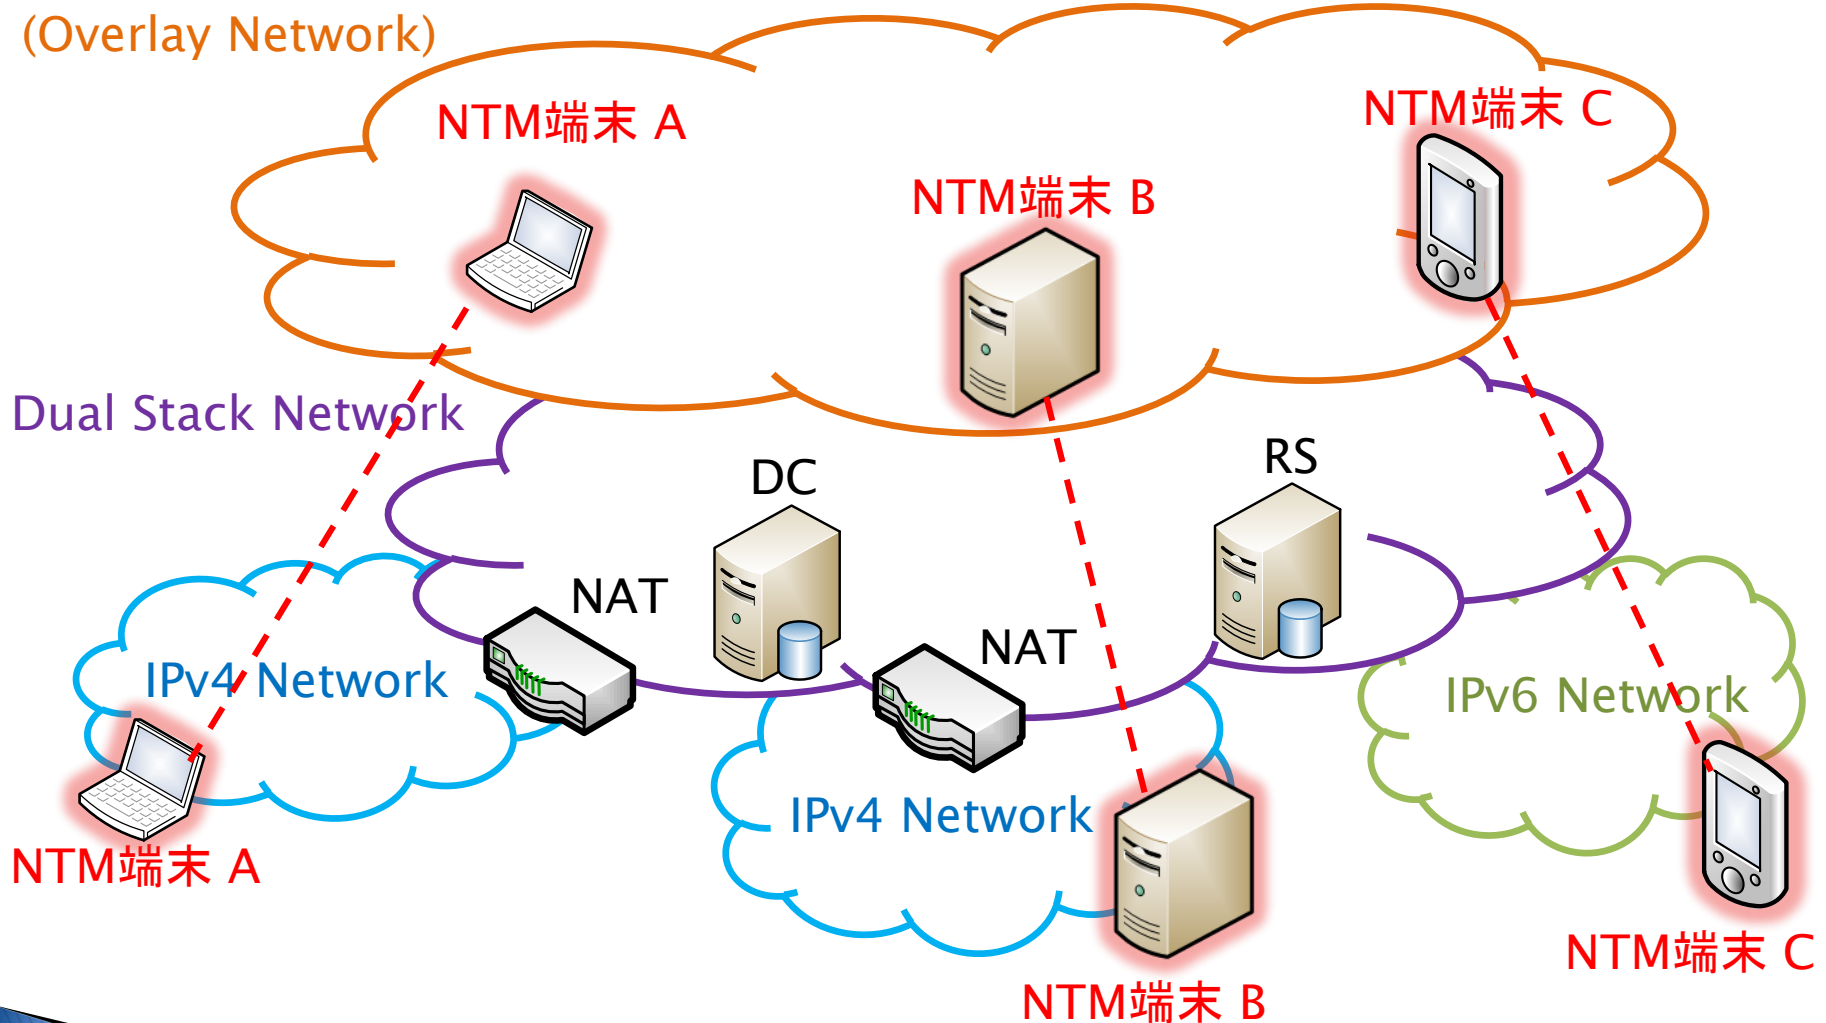 (Overlay Network)
NTM端末 A
NTM端末 C
NTM端末 B
Dual Stack Network
DC
RS
NAT
NAT
IPv4 Network
IPv6 Network
IPv4 Network
NTM端末 A
NTM端末 C
NTM端末 B